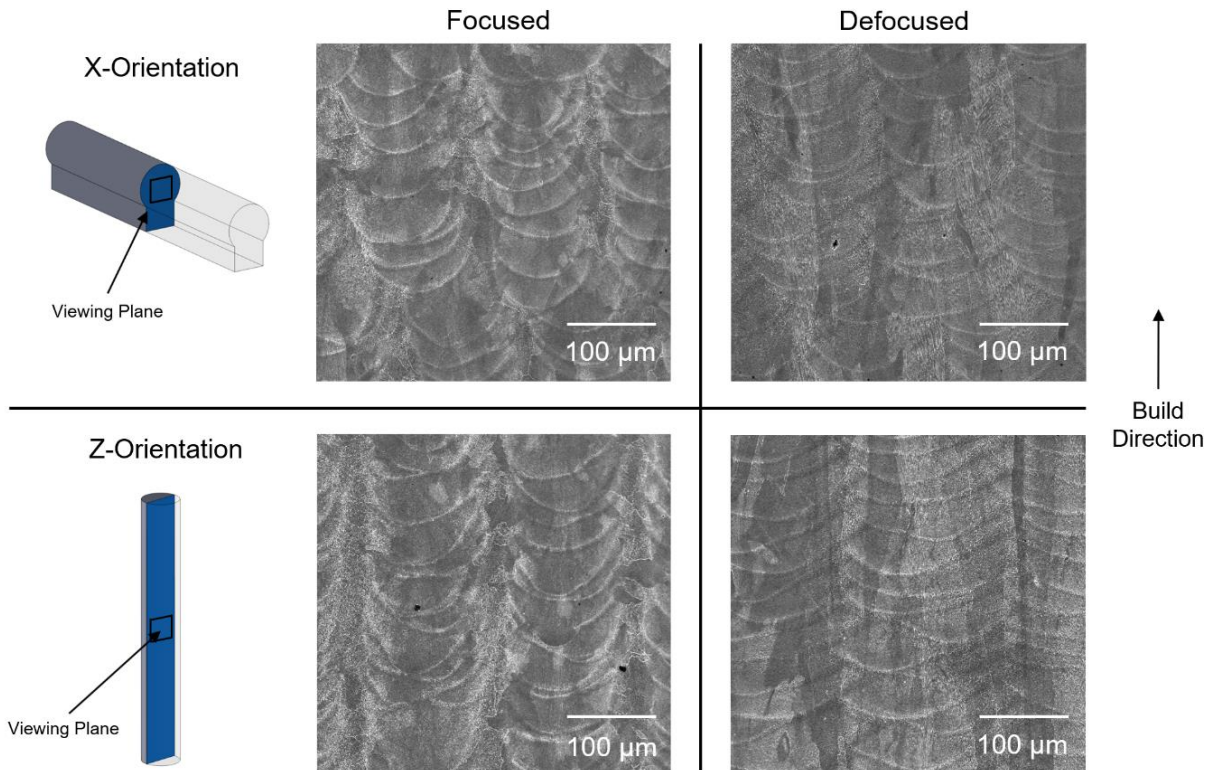 Focused
Defocused
X-Orientation
Viewing Plane
100 μm
100 μm
Build
Direction
Z-Orientation
Viewing Plane
100 μm
100 μm